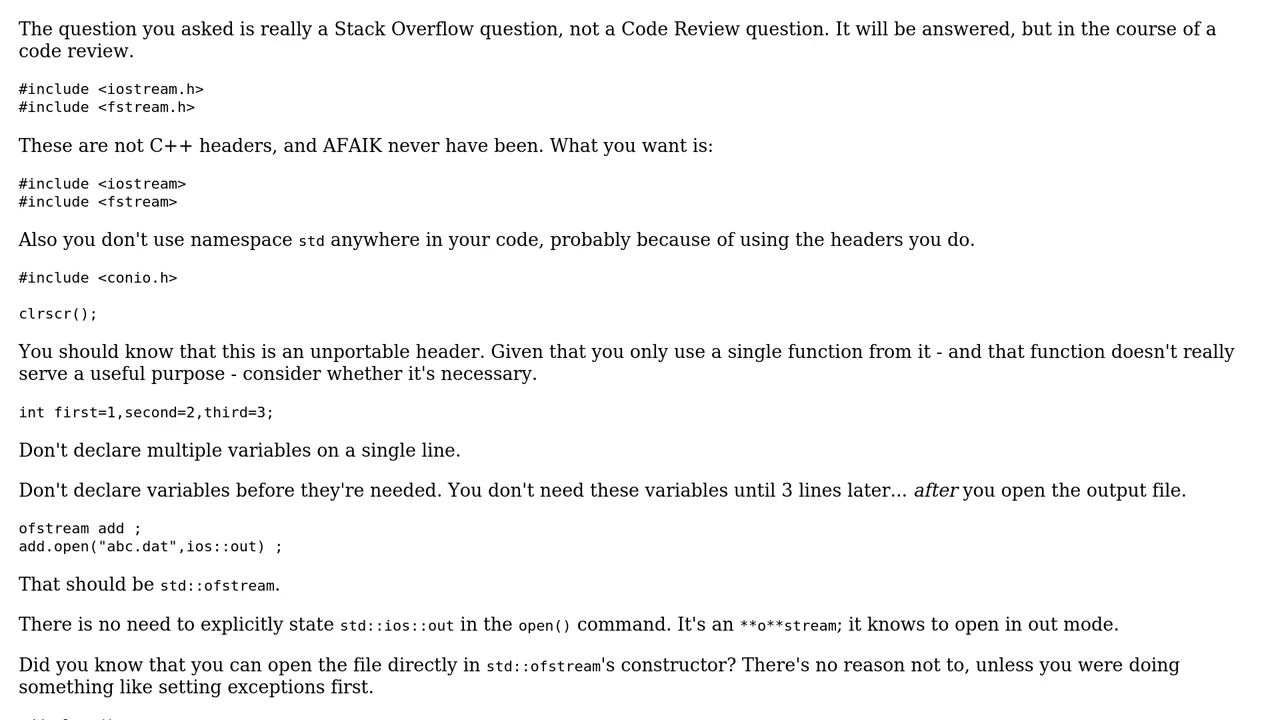 The question you asked is really a Stack Overflow question, not a Code Review question. It will be answered, but in the course of a
code review.
#include <iostream.h>
#include <fstream.h>
These are not C++ headers, and AFAIK never have been. What you want is:
#include <iostream>
#include <fstream>
Also you don't use namespace std anywhere in your code, probably because of using the headers you do.
#include <conio.h>
clrscr();
You should know that this is an unportable header. Given that you only use a single function from it - and that function doesn't really
serve a useful purpose - consider whether it's necessary.
int first=1,second=2,third=3;
Don't declare multiple variables on a single line.
Don't declare variables before they're needed. You don't need these variables until 3 lines later... after you open the output file.
ofstream add ;
add.open("abc.dat",ios::out) ;
That should be std::ofstream.
There is no need to explicitly state std::ios::out in the open() command. It's an **o**stream; it knows to open in out mode.
Did you know that you can open the file directly in std::ofstream's constructor? There's no reason not to, unless you were doing
something like setting exceptions first.